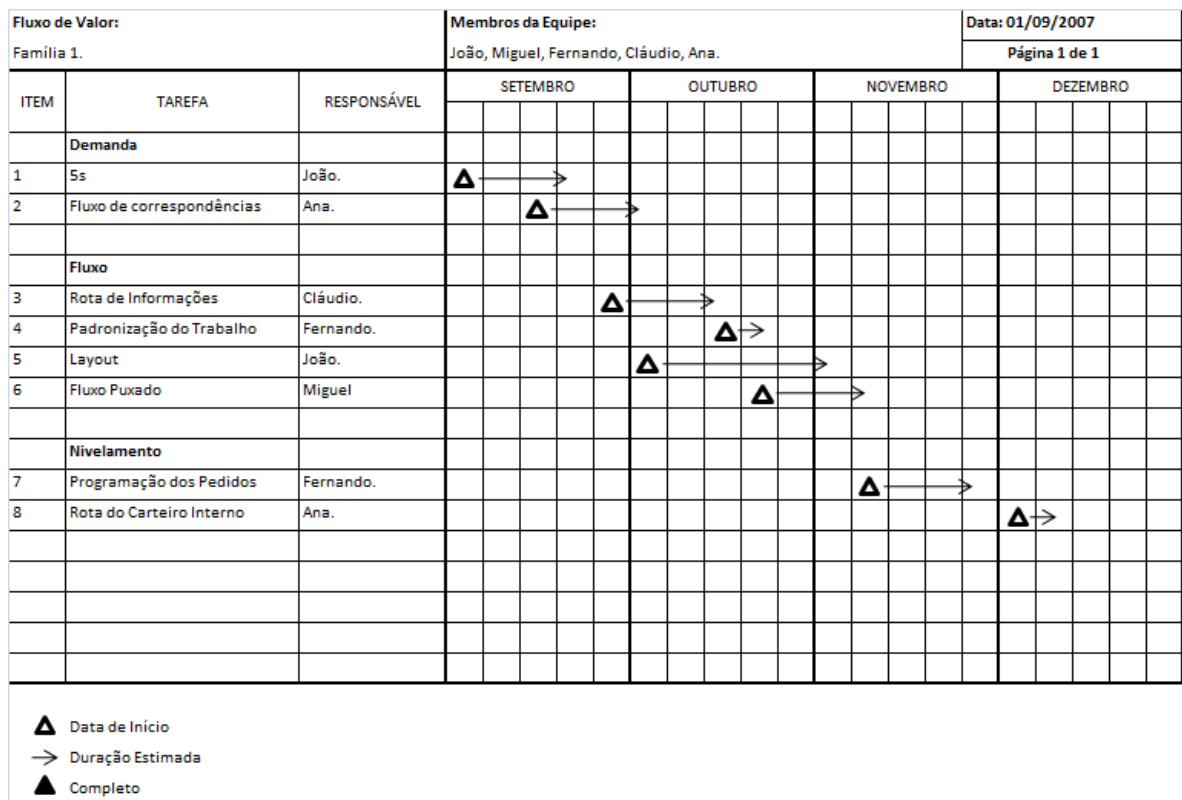 Fluxo de Valor:
Membros da Equipe:
Data: 01/09/2007
Família 1.
João, Miguel, Fernando, Cláudio, Ana.
Página 1 de 1
ITEM TAREFA RESPONSÁVEL SETEMBRO OUTUBRO NOVEMBRO DEZEMBRO
Demanda
1 5s João.
2 Fluxo de correspondências Ana.
Fluxo
3 Rota de Informações Cláudio.
4 Padronização do Trabalho Fernando.
5 Layout João.
6 Fluxo Puxado Miguel
Nivelamento
7 Programação dos Pedidos Fernando.
8 Rota do Carteiro Interno Ana.
Data de Início
Duração Estimada
Completo